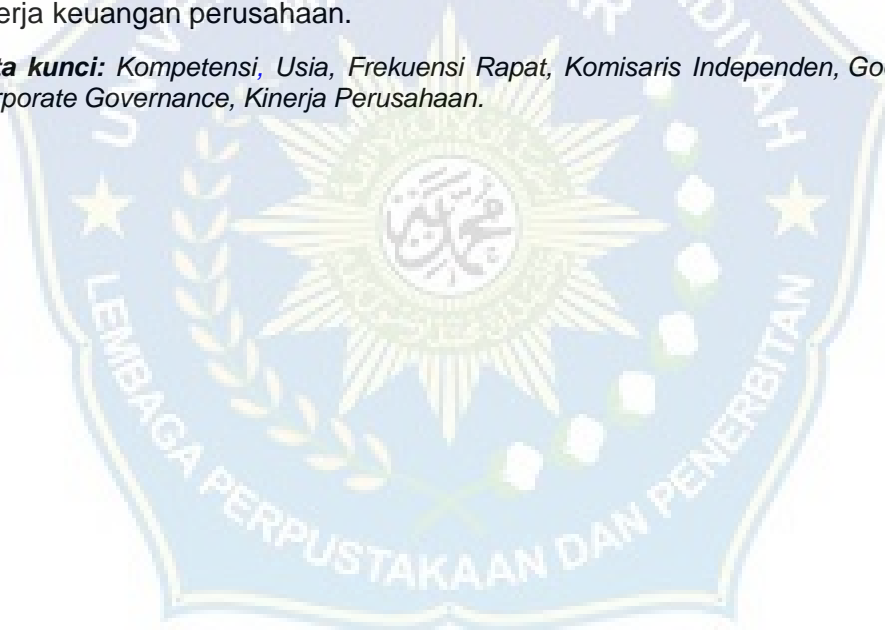 erja keuangan perusahaan.
ta kunci: Kompetensi, Usia, Frekuensi Rapat, Komisaris Independen, Goo
rporate Governance, Kinerja Perusahaan.
LEMBAGA PERPUSTAKAAN DAN PENERBITAN